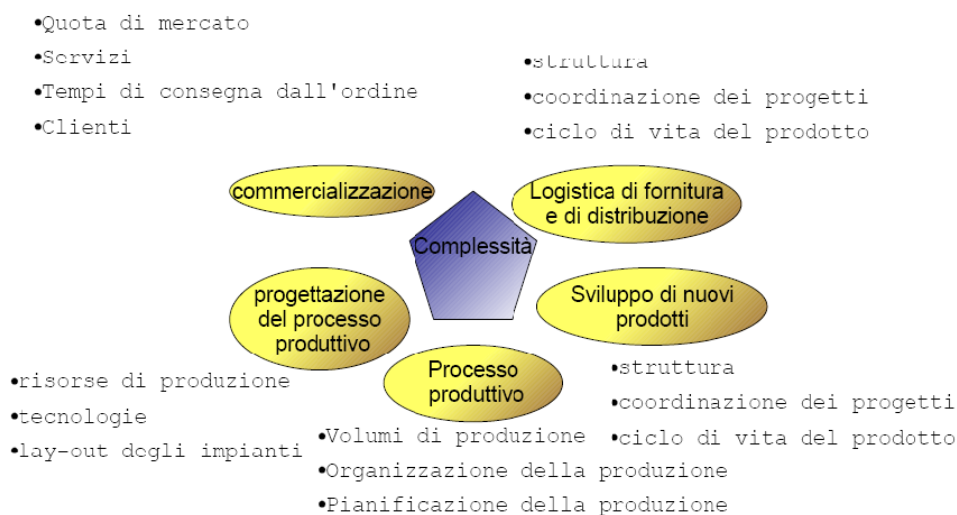 •Quota di mercato
•Servizi
•Tempi di consegna dall'ordine
•Clienti
•struttura
•coordinazione dei progetti
•ciclo di vita del prodotto
commercializzazione
Logistica di fornitura
e di distribuzione
Complessità
progettazione
del processo
produttivo
Sviluppo di nuovi
prodotti
Processo
produttivo
•risorse di produzione
•tecnologie
•lay-out degli impianti
•struttura
•coordinazione dei progetti
•ciclo di vita del prodotto
•Volumi di produzione
•Organizzazione della produzione
•Pianificazione della produzione